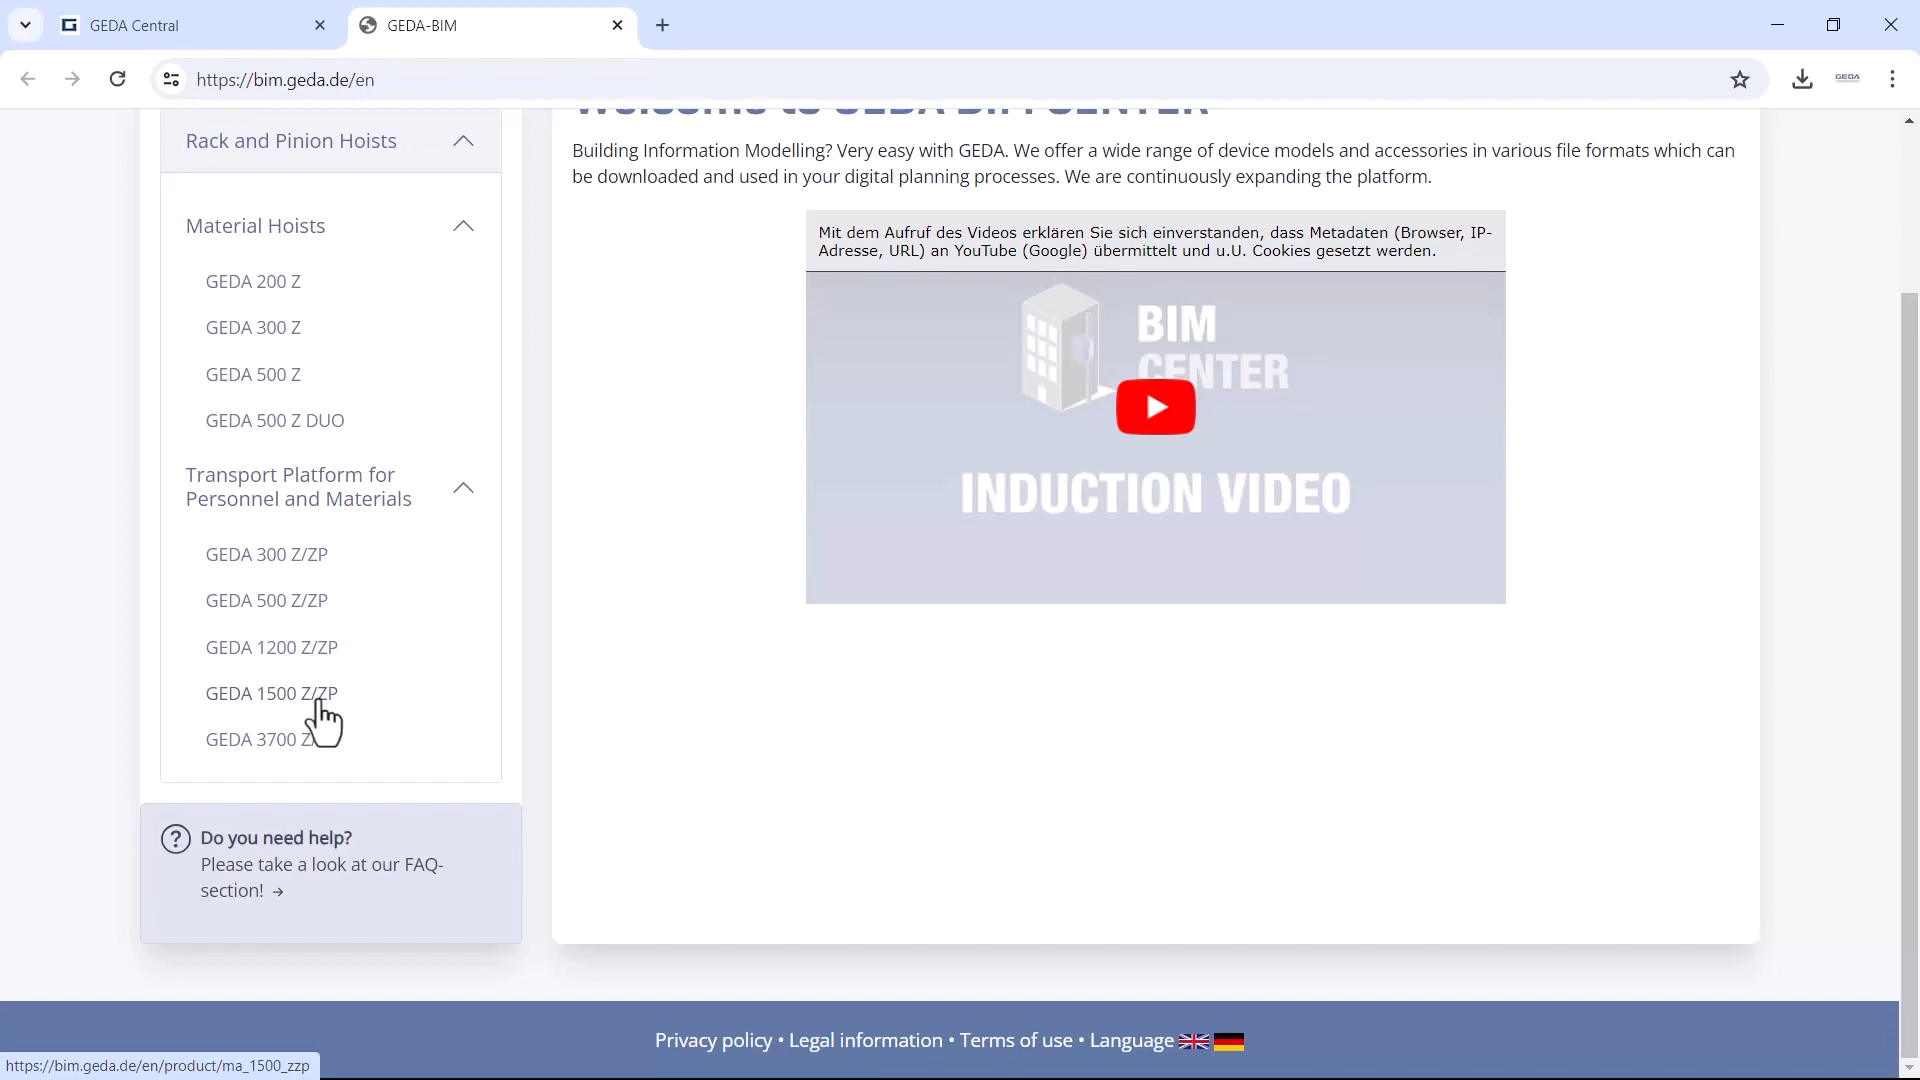 GEDA Central
GEDA-BIM
https://bim.geda.de/en
GEDA
Welcome to GEDA BIM CENTER
Rack and Pinion Hoists
Material Hoists
GEDA 200 Z
GEDA 300 Z
GEDA 500 Z
GEDA 500 Z DUO
Transport Platform for
Personnel and Materials
GEDA 300 Z/ZP
GEDA 500 Z/ZP
GEDA 1200 Z/ZP
GEDA 1500 Z/ZP
GEDA 3700
Do you need help?
Please take a look at our FAQ-
section! →
Building Information Modelling? Very easy with GEDA. We offer a wide range of device models and accessories in various file formats which can
be downloaded and used in your digital planning processes. We are continuously expanding the platform.
Mit dem Aufruf des Videos erklären Sie sich einverstanden, dass Metadaten (Browser, IP-
Adresse, URL) an YouTube (Google) übermittelt und u.U. Cookies gesetzt werden.
BIM
CENTER
INDUCTION VIDEO
Privacy policy • Legal information • Terms of use • Language
https://bim.geda.de/en/product/ma_1500_zzp